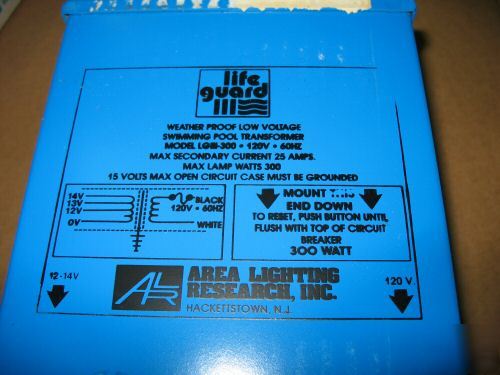 life
guard
III
WEATHER PROOF LOW VOLTAGE
SWIMMING POOL TRANSFORMER
MODEL LGIII-300 • 120V • 60HZ
MAX SECONDARY CURRENT 25 AMPS.
MAX LAMP WATTS 300
15 VOLTS MAX OPEN CIRCUIT CASE MUST BE GROUNDED
14V
13V
12V
0V
BLACK
120V • 60HZ
WHITE
MOUNT THIS
END DOWN
TO RESET, PUSH BUTTON UNTIL
FLUSH WITH TOP OF CIRCUIT
BREAKER
300 WATT
12-14V
ALR
AREA LIGHTING
RESEARCH, INC.
HACKETTSTOWN, N.J.
120 V.